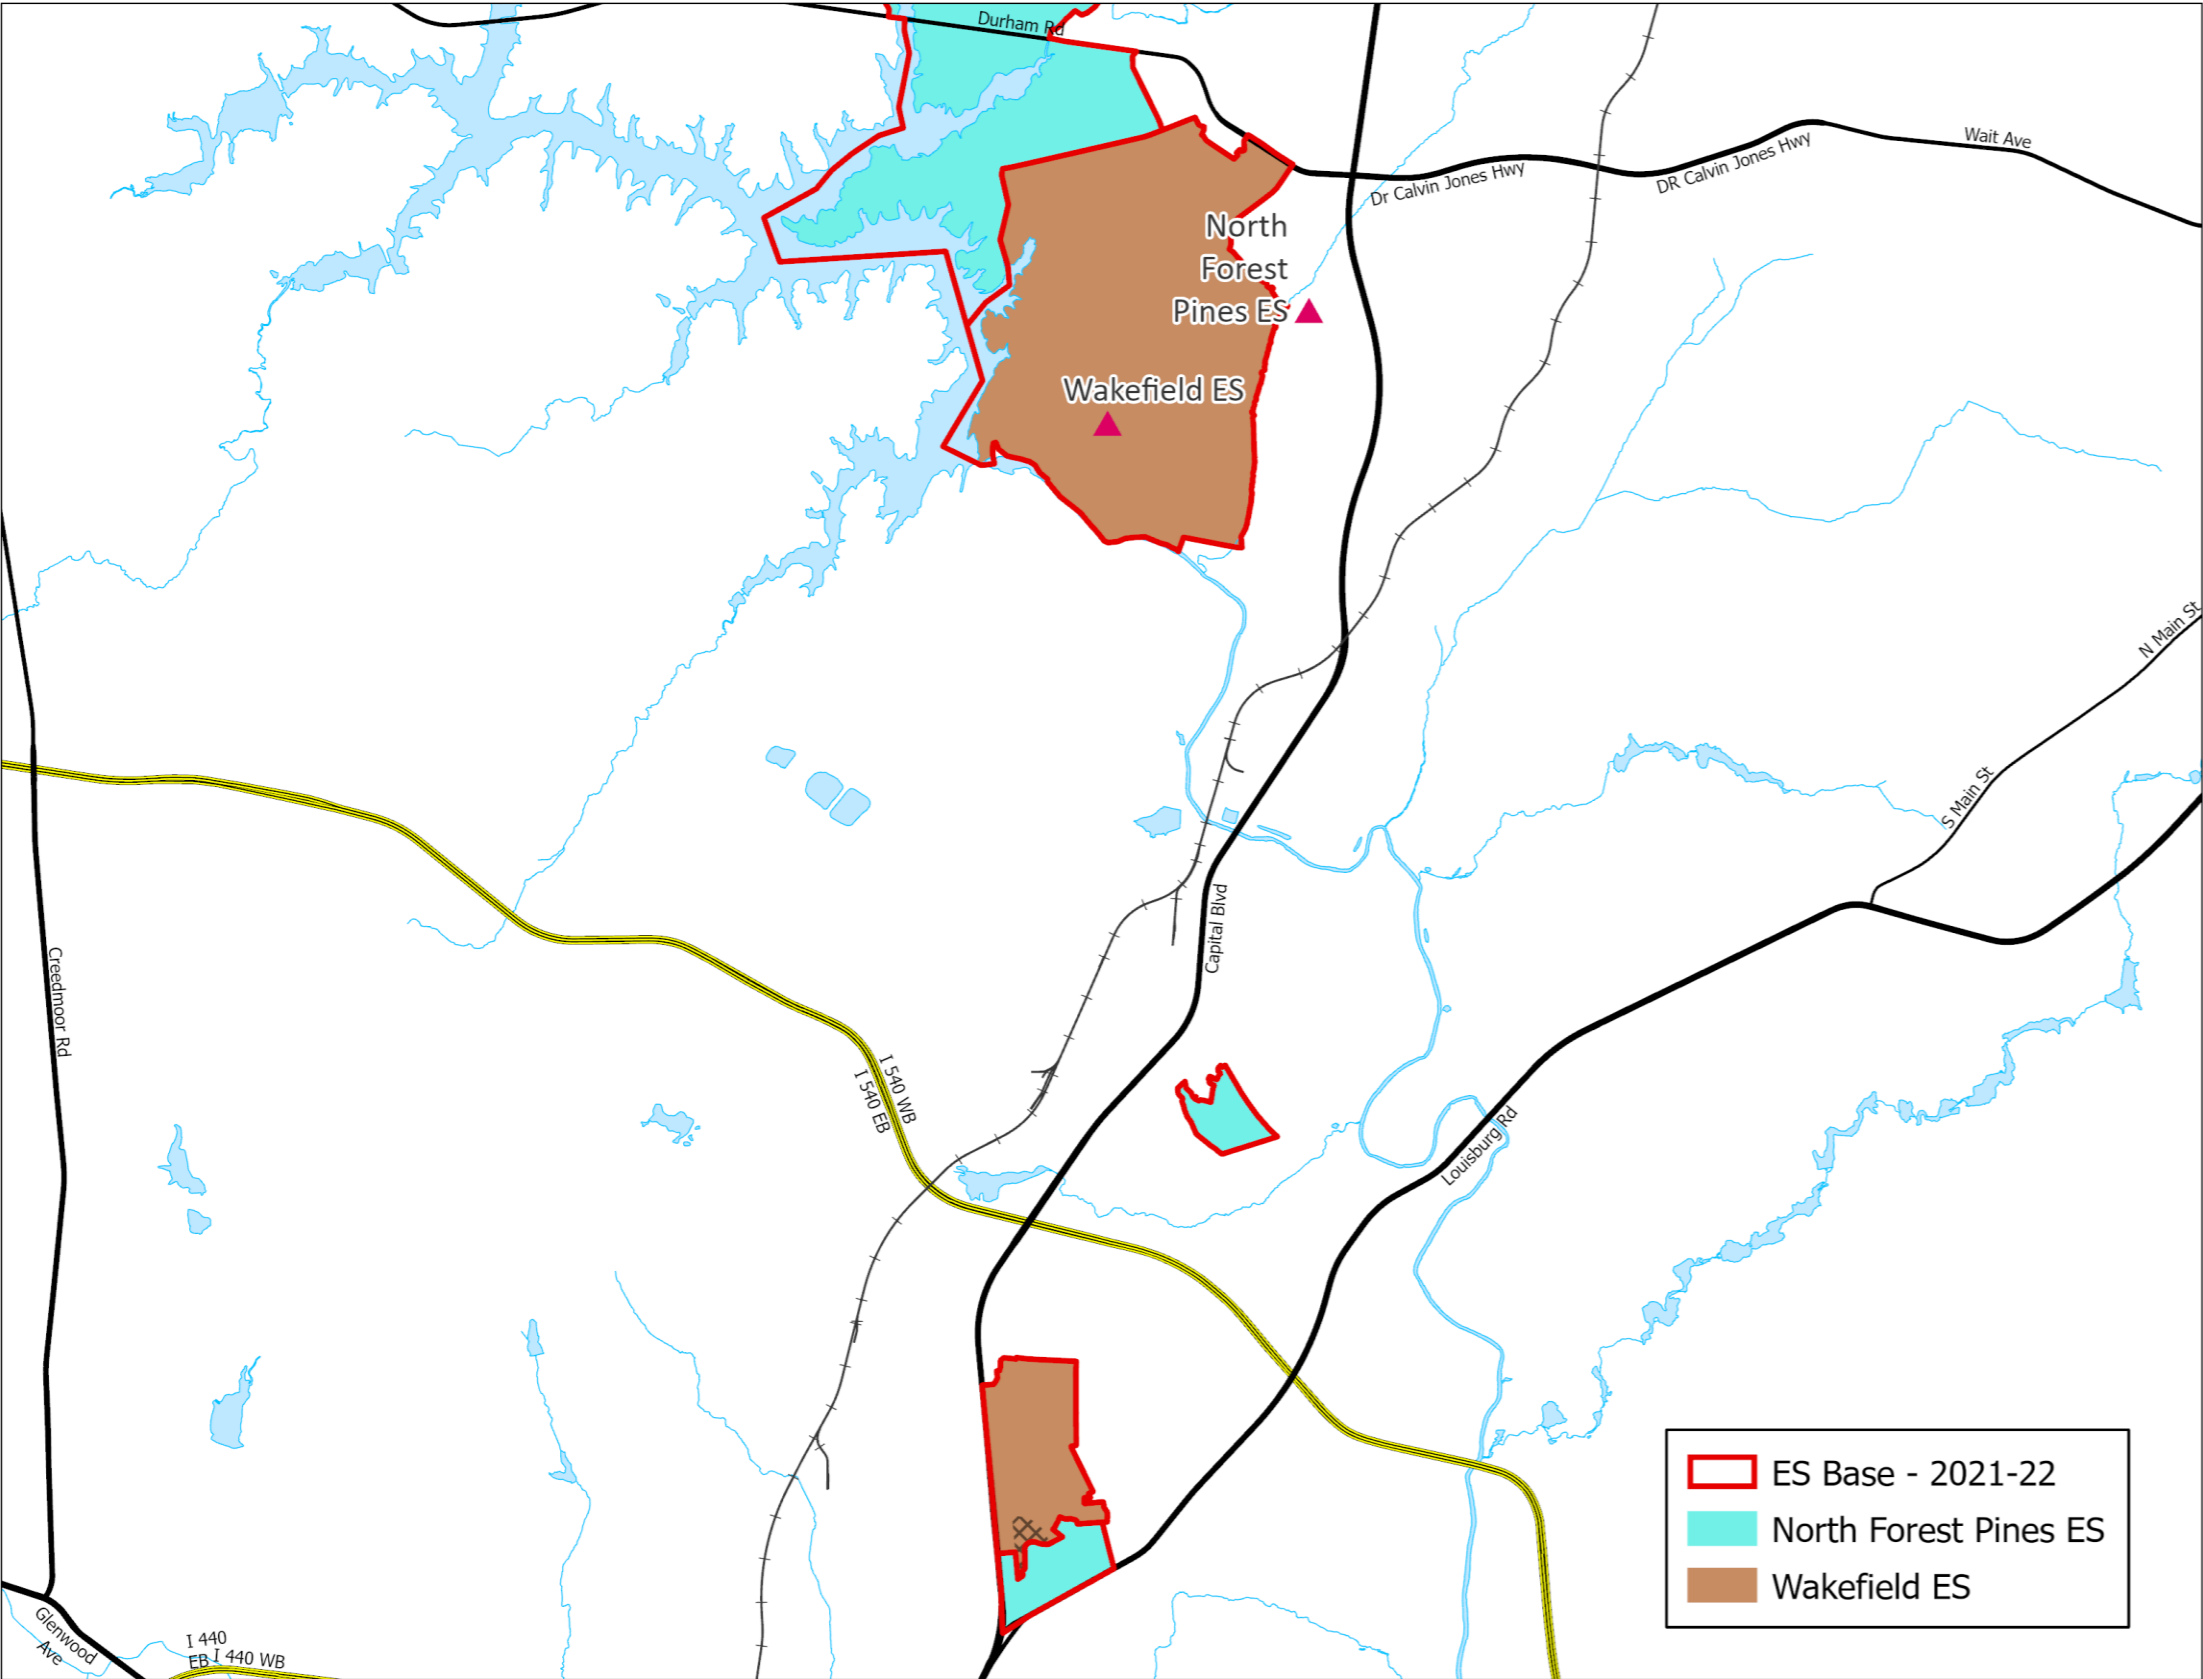 Durham Rd
Wait Ave
Dr Calvin Jones Hwy
DR Calvin Jones Hwy
North
Forest
Pines ES
Wakefield ES
N Main St
S Main St
Capital Blvd
Creedmoor Rd
I 540 WB
I 540 EB
Louisburg Rd
ES Base - 2021-22
North Forest Pines ES
Wakefield ES
Glenwood
Ave
I 440
EB I 440 WB